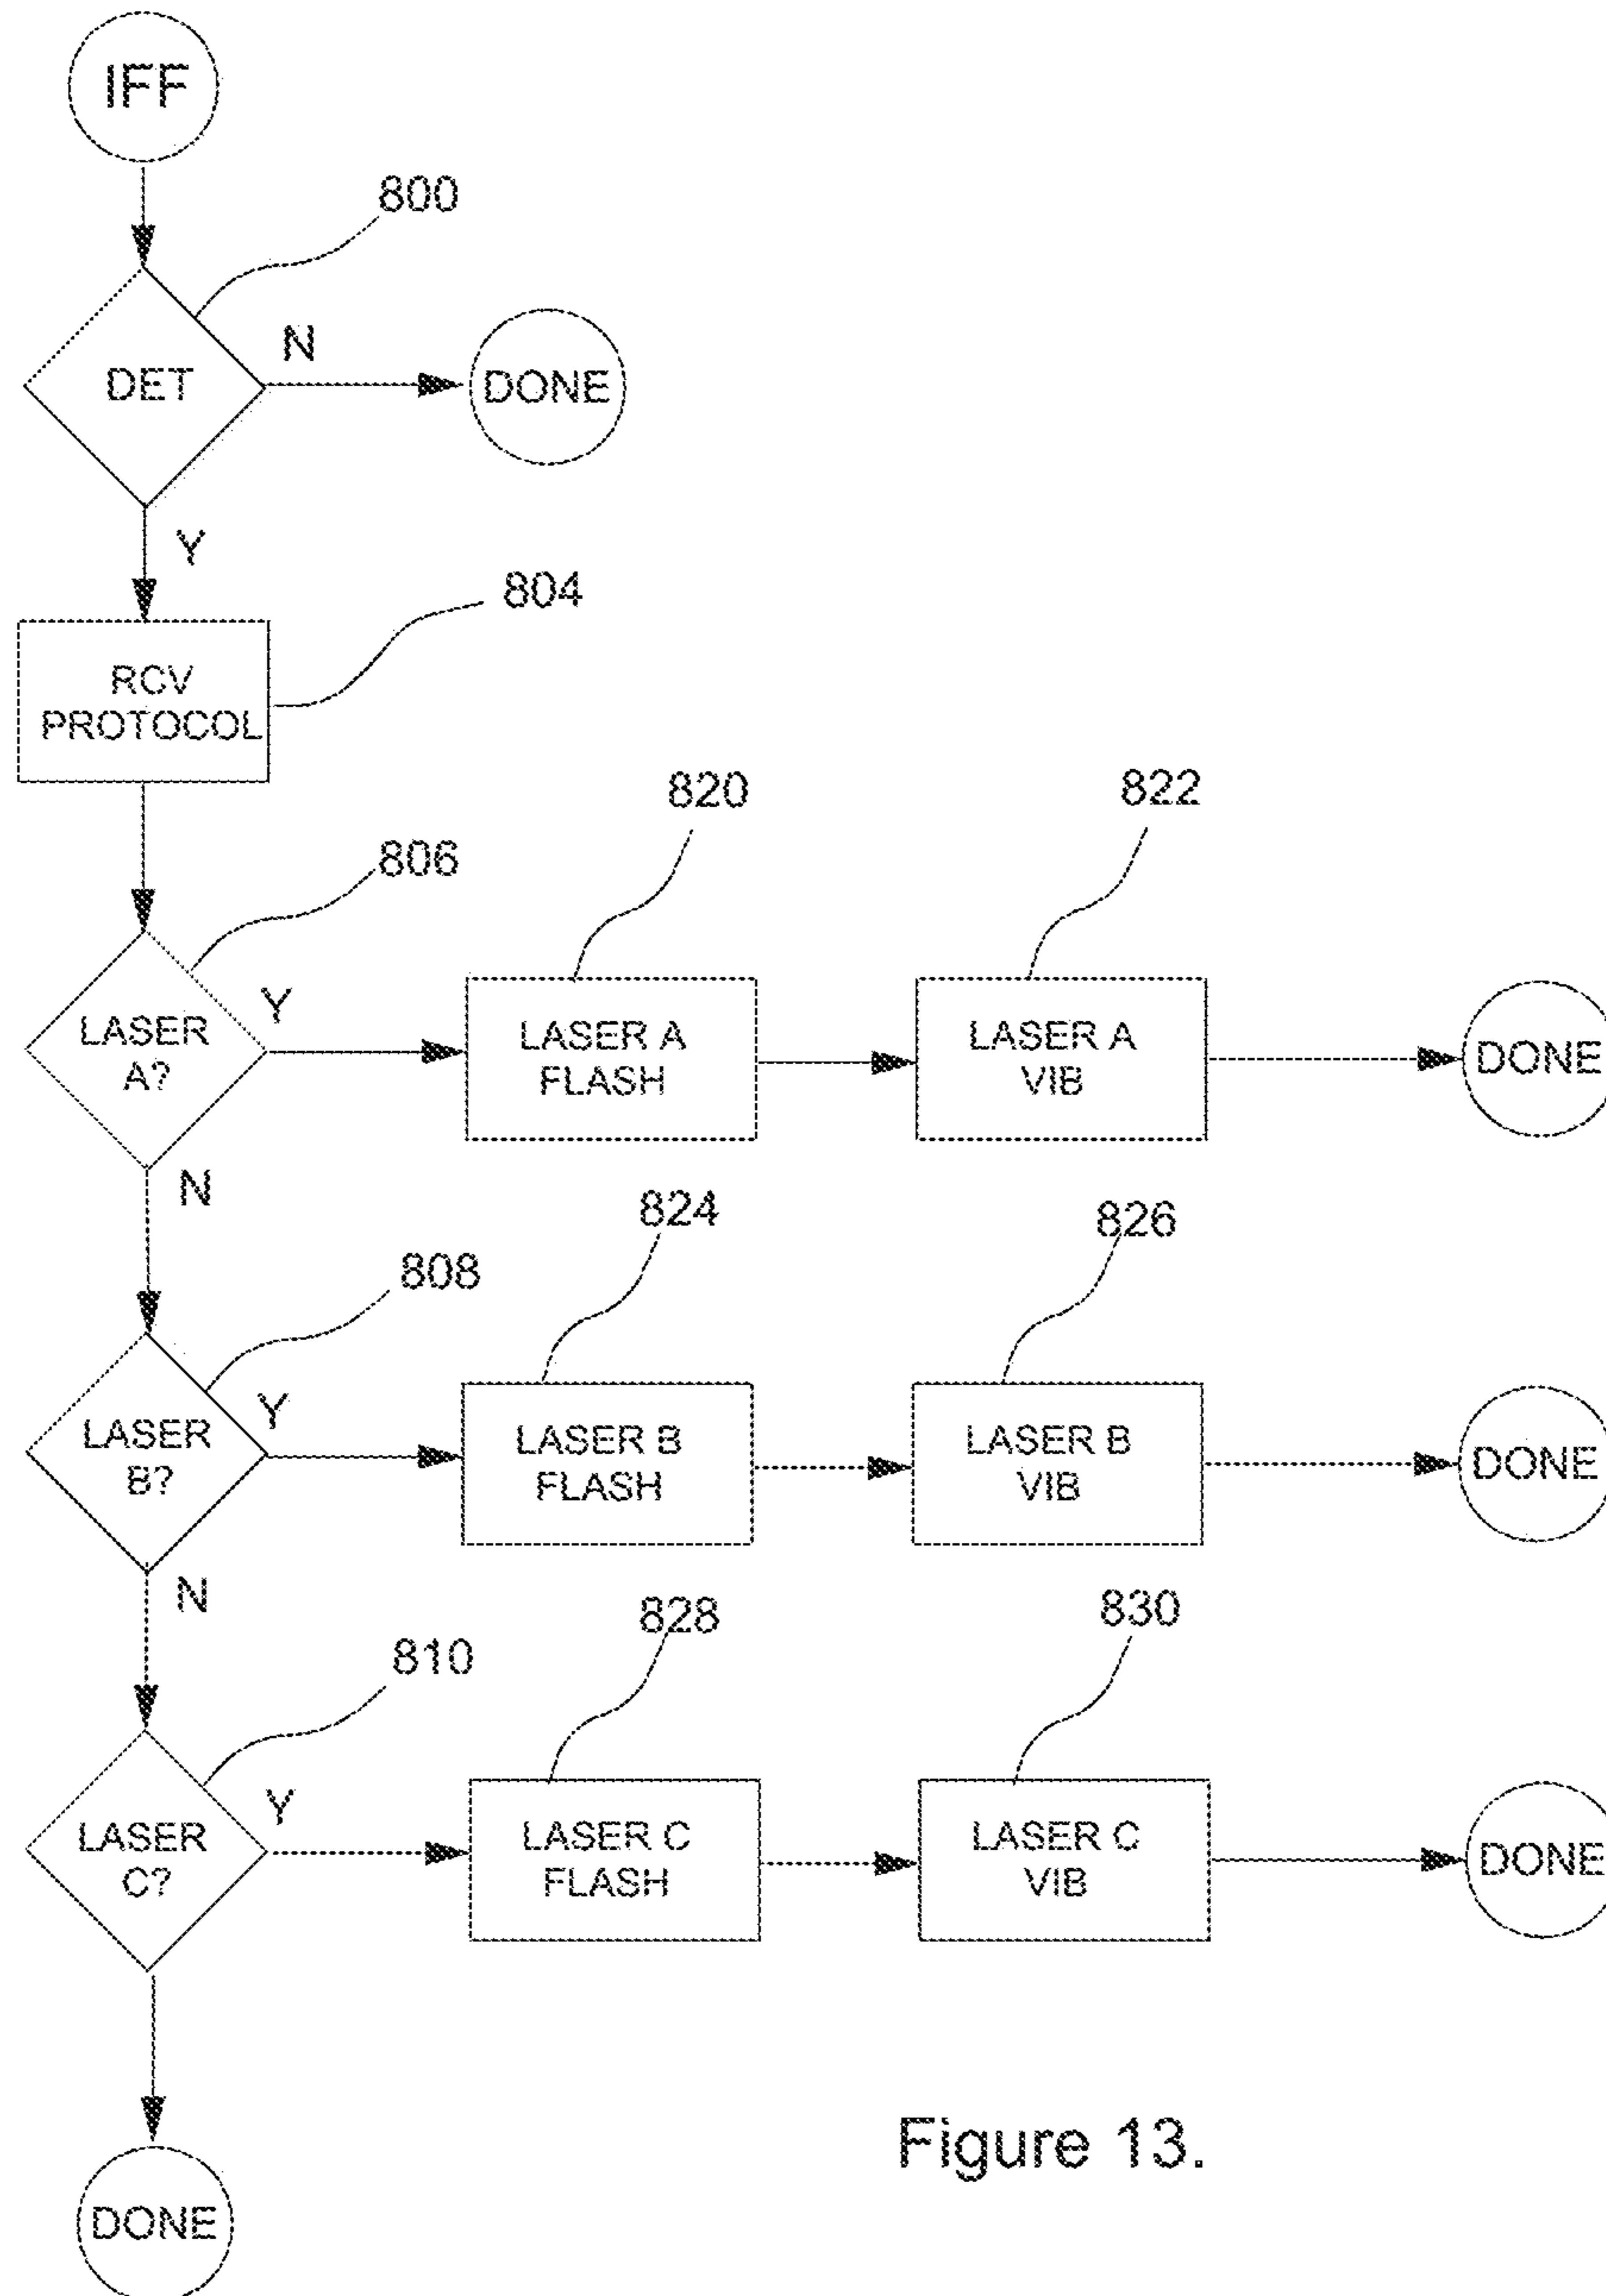 IFF
800
DET
N
DONE
Y
804
RCV
PROTOCOL
806
820
822
LASER
A?
Y
LASER A
FLASH
LASER A
VIB
DONE
N
808
824
826
LASER
B?
Y
LASER B
FLASH
LASER B
VIB
DONE
N
810
828
830
LASER
C?
Y
LASER C
FLASH
LASER C
VIB
DONE
DONE
Figure 13.